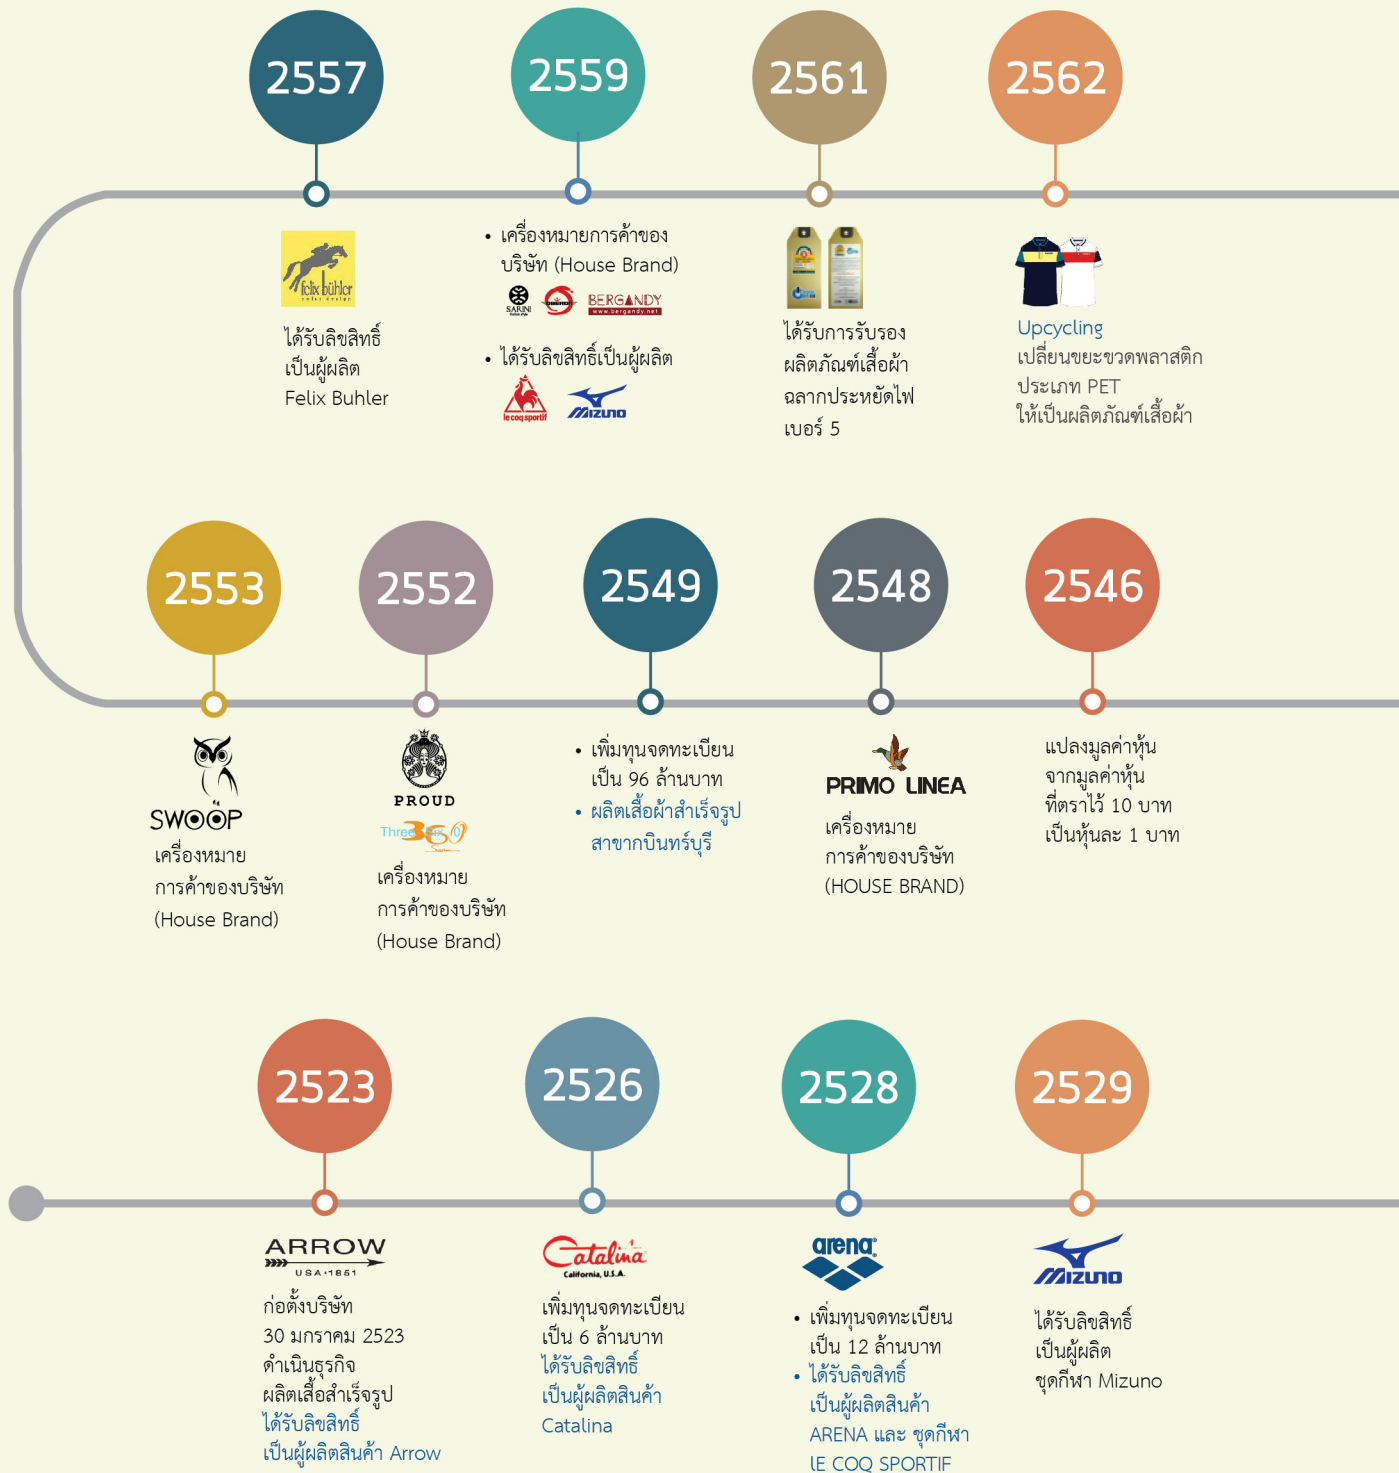 2557
2559
2561
2562
felix bühler
ได้รับลิขสิทธิ์
เป็นผู้ผลิต
Felix Buhler
• เครื่องหมายการค้าของ
บริษัท (House Brand)
SARINI
OBERON
BERGANDY
www.bergandy.net
• ได้รับลิขสิทธิ์เป็นผู้ผลิต
le coq sportif
MIZUNO
ได้รับการรับรอง
ผลิตภัณฑ์เสื้อผ้า
ฉลากประหยัดไฟ
เบอร์ 5
Upcycling
เปลี่ยนขยะขวดพลาสติก
ประเภท PET
ให้เป็นผลิตภัณฑ์เสื้อผ้า
2553
2552
2549
2548
2546
SWOOP
เครื่องหมาย
การค้าของบริษัท
(House Brand)
PROUD
Three Six 0
360
เครื่องหมาย
การค้าของบริษัท
(House Brand)
• เพิ่มทุนจดทะเบียน
เป็น 96 ล้านบาท
• ผลิตเสื้อผ้าสำเร็จรูป
สาขากบินทร์บุรี
PRIMO LINEA
เครื่องหมาย
การค้าของบริษัท
(HOUSE BRAND)
แปลงมูลค่าหุ้น
จากมูลค่าหุ้น
ที่ตราไว้ 10 บาท
เป็นหุ้นละ 1 บาท
2523
2526
2528
2529
ARROW
USA•1851
ก่อตั้งบริษัท
30 มกราคม 2523
ดำเนินธุรกิจ
ผลิตเสื้อสำเร็จรูป
ได้รับลิขสิทธิ์
เป็นผู้ผลิตสินค้า Arrow
Catalina
California, U.S.A.
เพิ่มทุนจดทะเบียน
เป็น 6 ล้านบาท
ได้รับลิขสิทธิ์
เป็นผู้ผลิตสินค้า
Catalina
arena
• เพิ่มทุนจดทะเบียน
เป็น 12 ล้านบาท
• ได้รับลิขสิทธิ์
เป็นผู้ผลิตสินค้า
ARENA และ ชุดกีฬา
lE COQ SPORTIF
MIZUNO
ได้รับลิขสิทธิ์
เป็นผู้ผลิต
ชุดกีฬา Mizuno